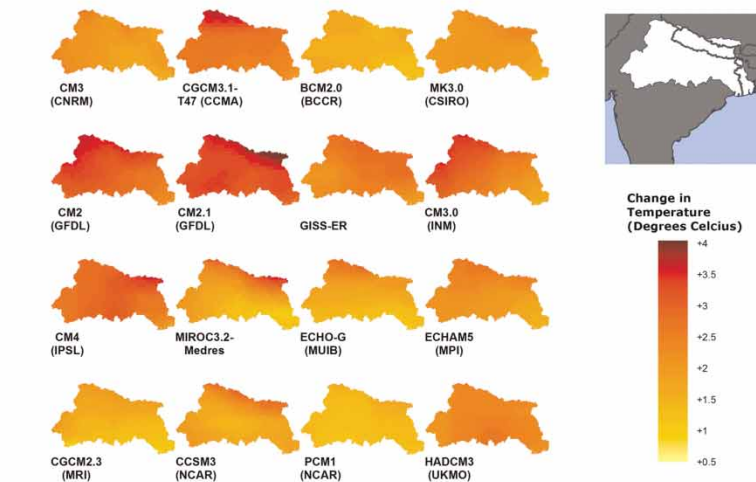 CM3
(CNRM)
CGCM3.1-
T47 (CCMA)
BCM2.0
(BCCR)
MK3.0
(CSIRO)
CM2
(GFDL)
CM2.1
(GFDL)
GISS-ER
CM3.0
(INM)
CM4
(IPSL)
MIROC3.2-
Medres
ECHO-G
(MUIB)
ECHAM5
(MPI)
CGCM2.3
(MRI)
CCSM3
(NCAR)
PCM1
(NCAR)
HADCM3
(UKMO)
Change in
Temperature
(Degrees Celcius)
+4
+3.5
+3
+2.5
+2
+1.5
+1
+0.5